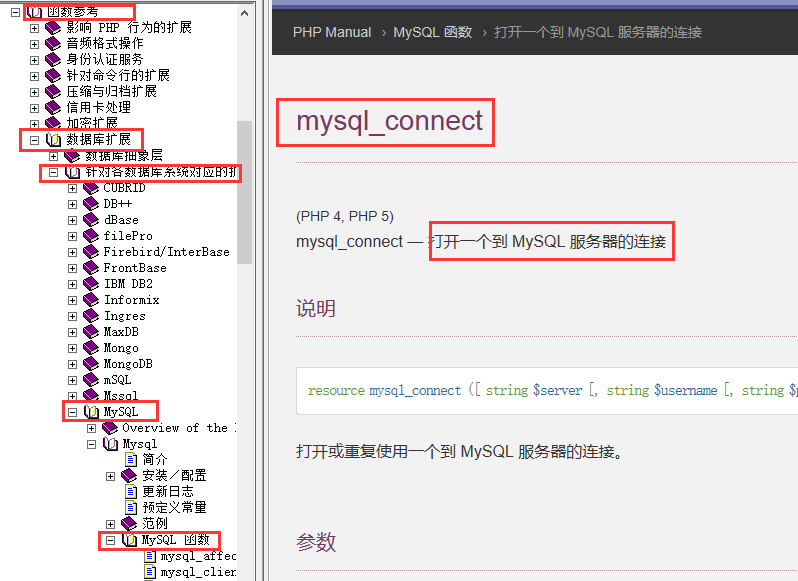 函数参考
影响 PHP 行为的扩展
音频格式操作
身份认证服务
针对命令行的扩展
压缩与归档扩展
信用卡处理
加密扩展
数据库扩展
数据库抽象层
针对各数据库系统对应的扩
CUBRID
DB++
dBase
filePro
Firebird/InterBase
FrontBase
IBM DB2
Informix
Ingres
MaxDB
Mongo
MongoDB
mSQL
Mssql
MySQL
Overview of the
Mysql
简介
安装／配置
更新日志
预定义常量
范例
MySQL 函数
mysql_affec
mysql_clien
PHP Manual › MySQL 函数 › 打开一个到 MySQL 服务器的连接
mysql_connect
(PHP 4, PHP 5)
mysql_connect — 打开一个到 MySQL 服务器的连接
说明
resource mysql_connect ([ string $server [, string $username [, string $p
打开或重复使用一个到 MySQL 服务器的连接。
参数